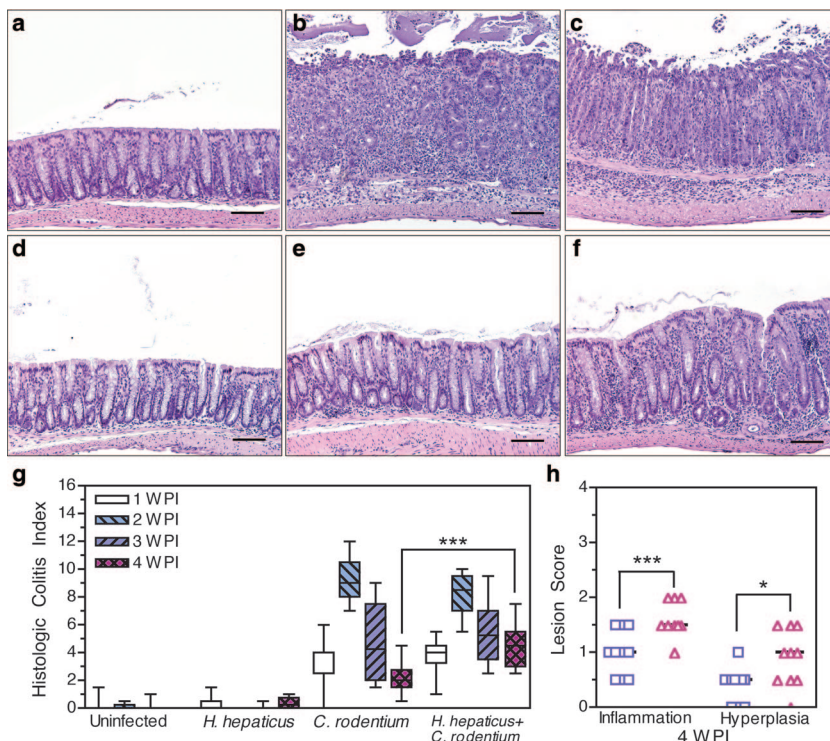 a
b
c
d
e
f
g
16
14
12
10
8
6
4
2
0
Histologic Colitis Index
1 WPI
2 WPI
3 WPI
4 WPI
***
Uninfected
H. hepaticus
C. rodentium
H. hepaticus+
C. rodentium
h
4
3
2
1
0
Lesion Score
***
*
Inflammation
Hyperplasia
4 WPI